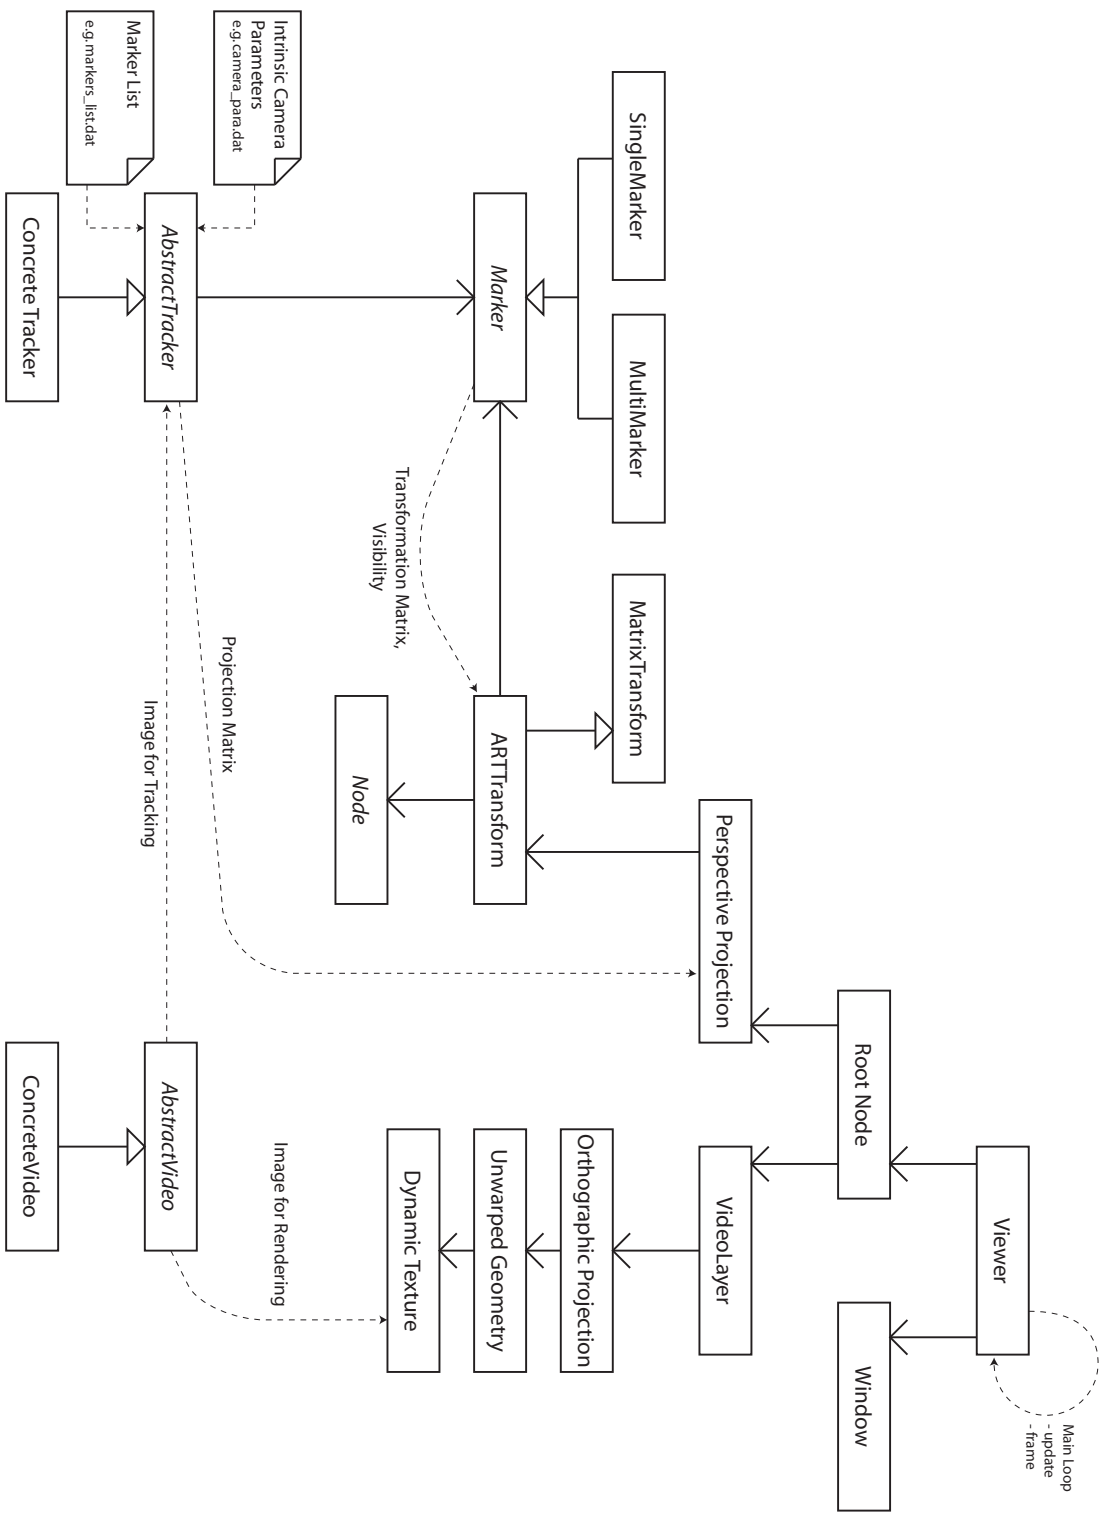 Viewer
Main Loop
- update
- frame
Root Node
Window
Perspective Projection
VideoLayer
SingleMarker
MultiMarker
MatrixTransform
Orthographic Projection
Marker
ARTTransform
Unwarped Geometry
Transformation Matrix,
Visibility
Node
Dynamic Texture
Intrinsic Camera
Parameters
e.g. camera_para.dat
Projection Matrix
Image for Rendering
Marker List
e.g. markers_list.dat
AbstractTracker
Image for Tracking
AbstractVideo
ConcreteTracker
ConcreteVideo